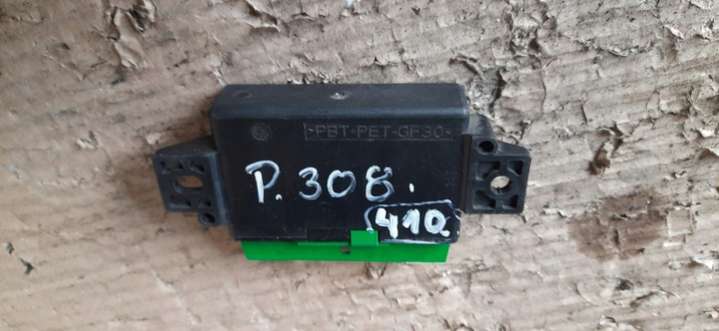 >PBT-PET-GF30<
P.308.
410.